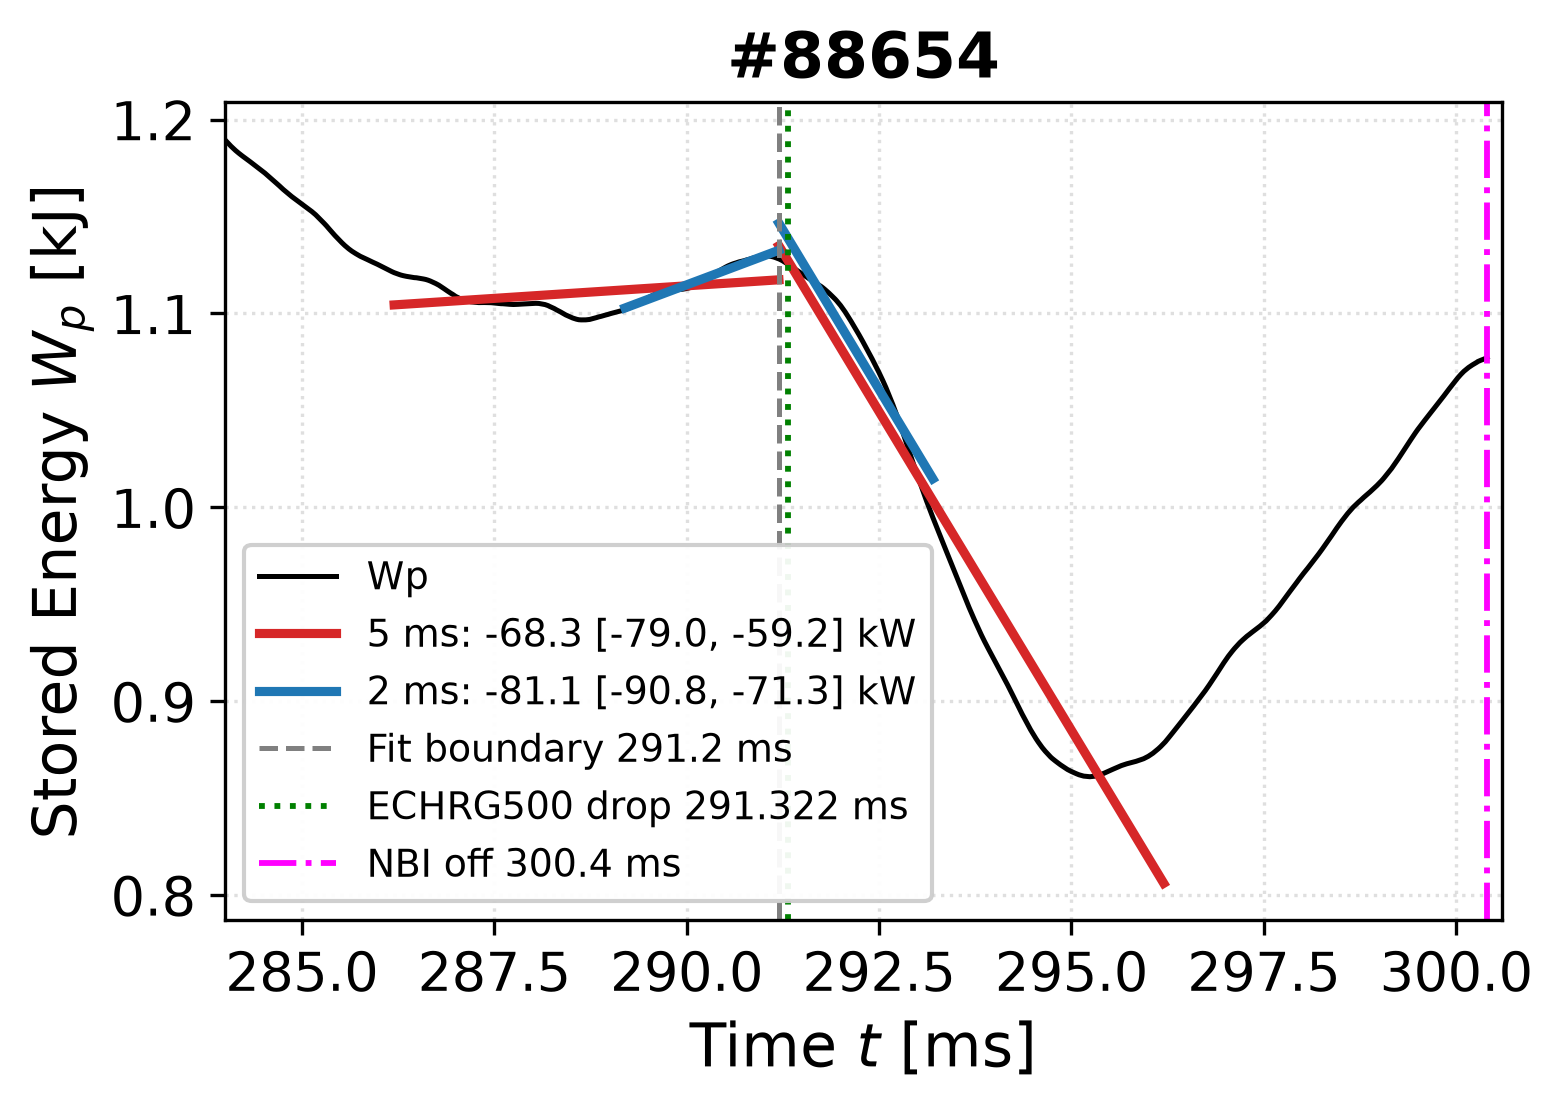 #88654
Stored Energy W_p [kJ]
1.2
1.1
1.0
0.9
0.8
Wp
5 ms: -68.3 [-79.0, -59.2] kW
2 ms: -81.1 [-90.8, -71.3] kW
Fit boundary 291.2 ms
ECHRG500 drop 291.322 ms
NBI off 300.4 ms
285.0 287.5 290.0 292.5 295.0 297.5 300.0
Time t [ms]